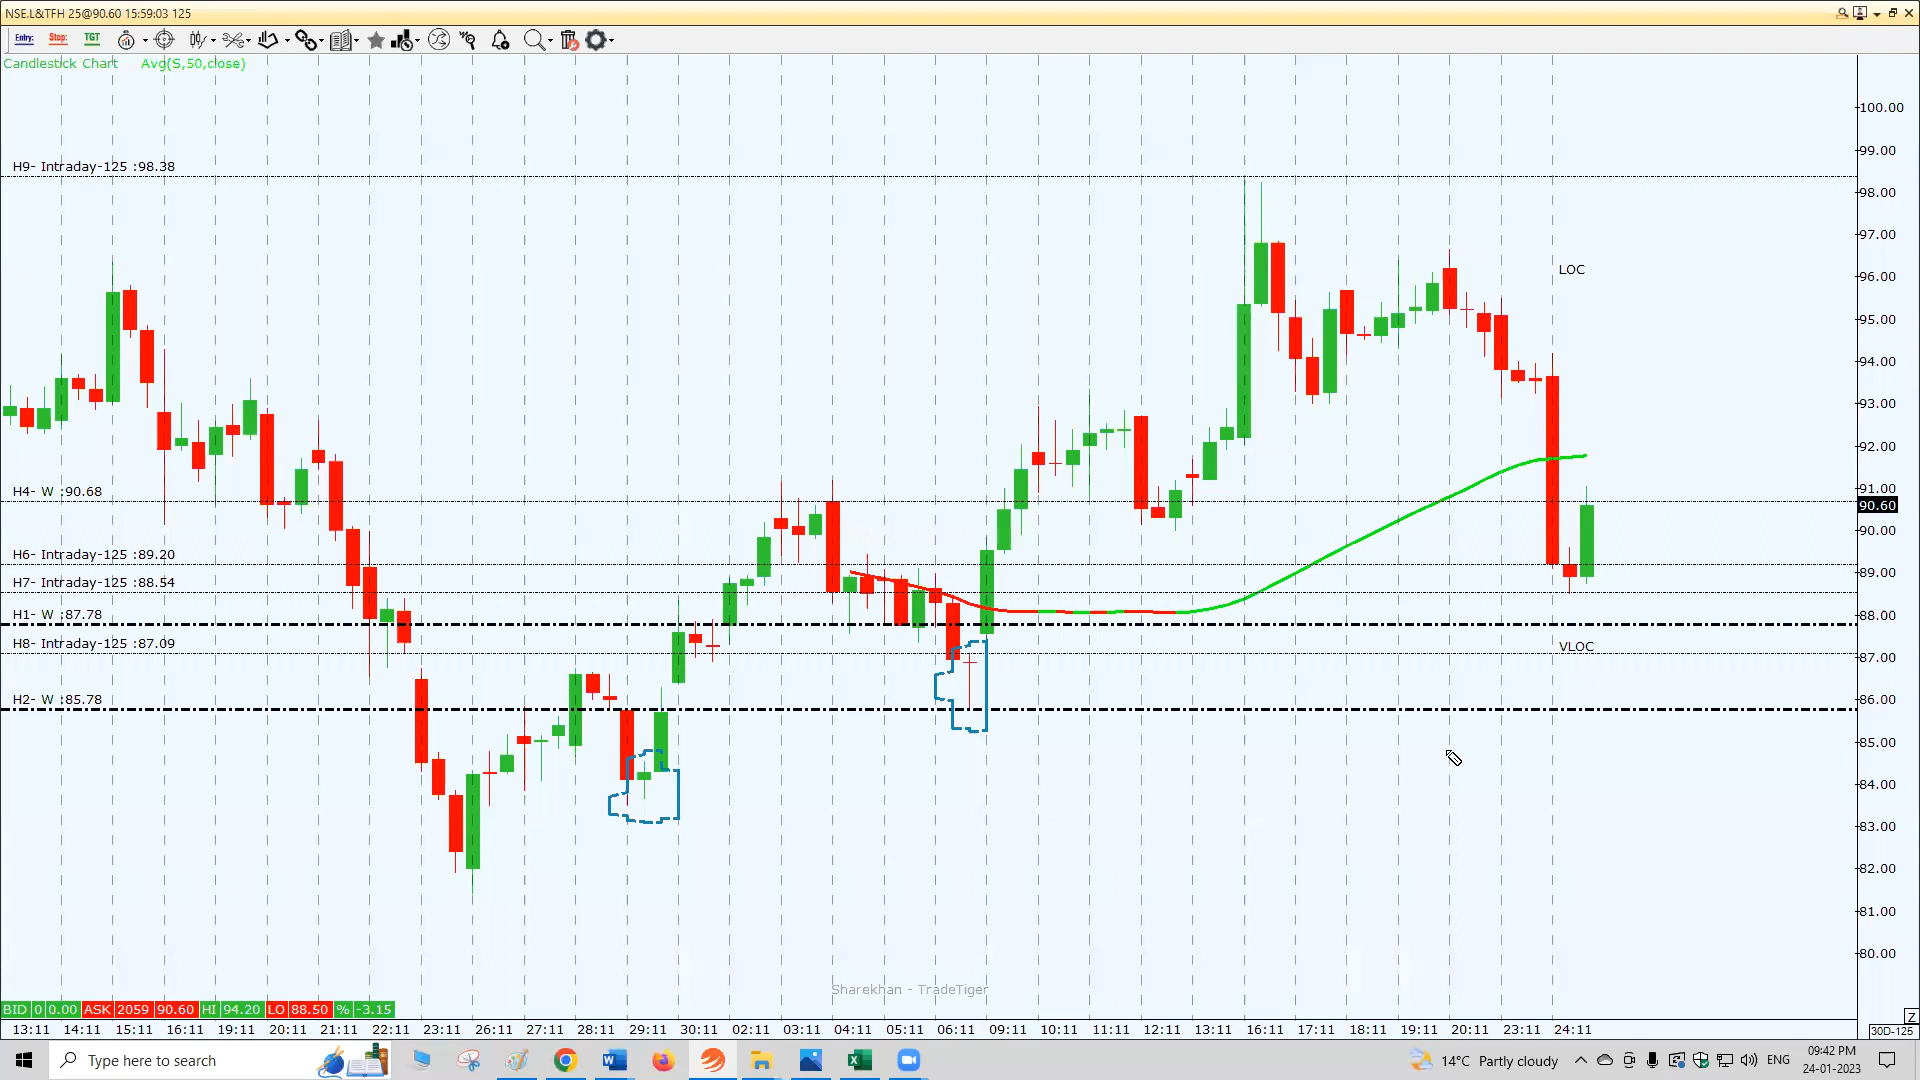 NSE.L&TFH 25@90.60 15:59:03 125
Entry: Stop: TGT
Candlestick Chart Avg(S,50,close)
100.00
H9- Intraday-125 :98.38
99.00
98.00
97.00
LOC
96.00
95.00
94.00
93.00
92.00
H4- W :90.68
91.00
90.60
90.00
H6- Intraday-125 :89.20
89.00
H7- Intraday-125 :88.54
H1- W :87.78
88.00
H8- Intraday-125 :87.09
VLOC
87.00
H2- W :85.78
86.00
85.00
84.00
83.00
82.00
81.00
80.00
Sharekhan - TradeTiger
BID 0 0.00 ASK 2059 90.60 HI 94.20 LO 88.50 % -3.15
Z
13:11 14:11 15:11 16:11 19:11 20:11 21:11 22:11 23:11 26:11 27:11 28:11 29:11 30:11 02:11 03:11 04:11 05:11 06:11 09:11 10:11 11:11 12:11 13:11 16:11 17:11 18:11 19:11 20:11 23:11 24:11 30D-125
Type here to search
14°C Partly cloudy
ENG
09:42 PM
24-01-2023